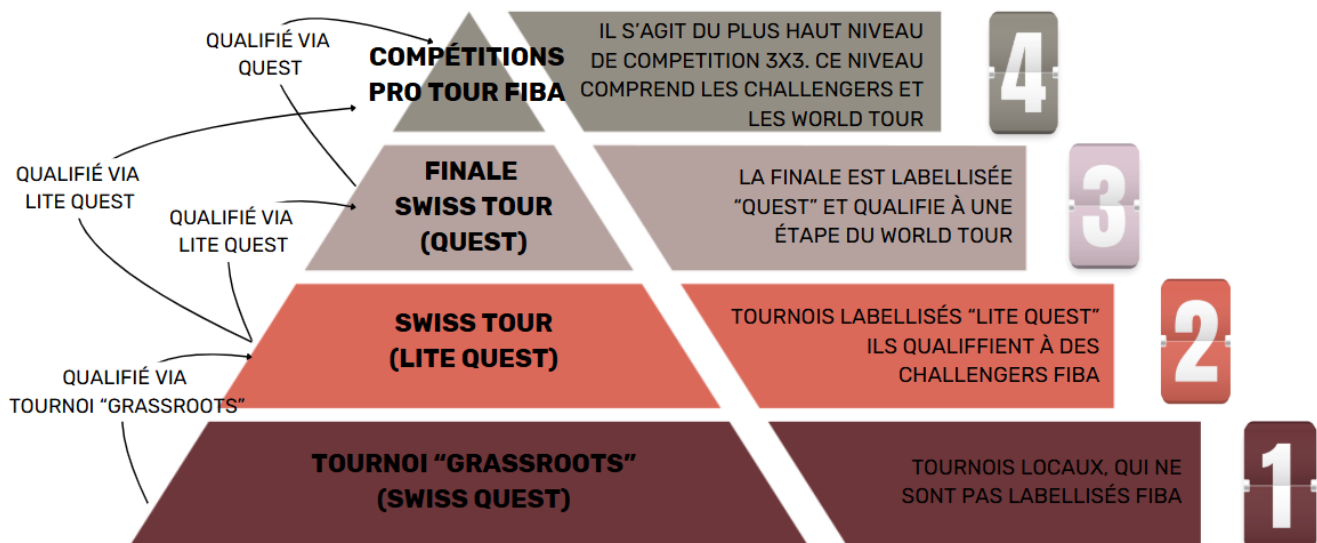 QUALIFIÉ VIA
QUEST
COMPÉTITIONS
PRO TOUR FIBA
IL S’AGIT DU PLUS HAUT NIVEAU
DE COMPETITION 3X3. CE NIVEAU
COMPREND LES CHALLENGERS ET
LES WORLD TOUR
4
QUALIFIÉ VIA
LITE QUEST
QUALIFIÉ VIA
LITE QUEST
FINALE
SWISS TOUR
(QUEST)
LA FINALE EST LABELLISÉE
“QUEST” ET QUALIFIE À UNE
ÉTAPE DU WORLD TOUR
3
SWISS TOUR
(LITE QUEST)
TOURNOIS LABELLISÉS “LITE QUEST”
ILS QUALIFFIENT À DES
CHALLENGERS FIBA
2
QUALIFIÉ VIA
TOURNOI “GRASSROOTS”
TOURNOI “GRASSROOTS”
(SWISS QUEST)
TOURNOIS LOCAUX, QUI NE
SONT PAS LABELLISÉS FIBA
1